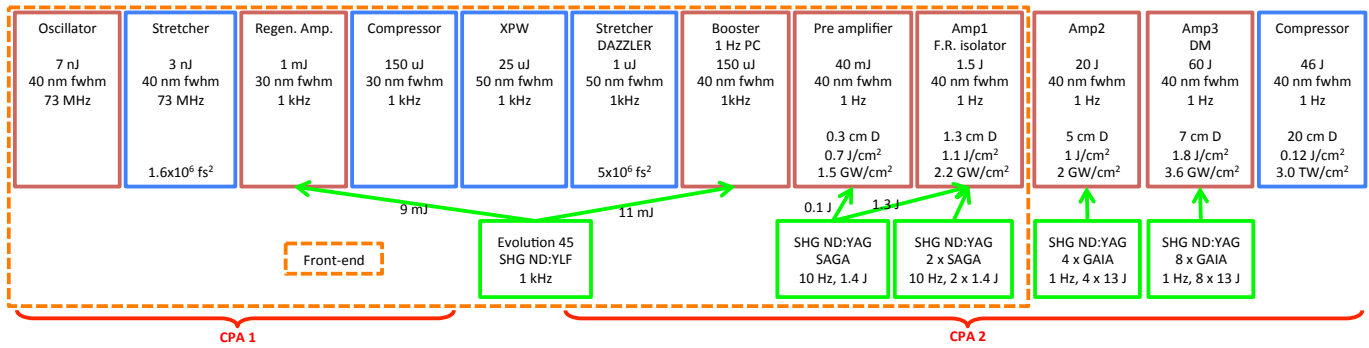 Oscillator
7 nJ
40 nm fwhm
73 MHz
Stretcher
3 nJ
40 nm fwhm
73 MHz
1.6x10⁶ fs²
Regen. Amp.
1 mJ
30 nm fwhm
1 kHz
Compressor
150 uJ
30 nm fwhm
1 kHz
XPW
25 uJ
50 nm fwhm
1 kHz
Stretcher
DAZZLER
1 uJ
50 nm fwhm
1kHz
5x10⁶ fs²
Booster
1 Hz PC
150 uJ
40 nm fwhm
1kHz
Pre amplifier
40 mJ
40 nm fwhm
1 Hz
0.3 cm D
0.7 J/cm²
1.5 GW/cm²
Amp1
F.R. isolator
1.5 J
40 nm fwhm
1 Hz
1.3 cm D
1.1 J/cm²
2.2 GW/cm²
Amp2
20 J
40 nm fwhm
1 Hz
5 cm D
1 J/cm²
2 GW/cm²
Amp3
DM
60 J
40 nm fwhm
1 Hz
7 cm D
1.8 J/cm²
3.6 GW/cm²
Compressor
46 J
40 nm fwhm
1 Hz
20 cm D
0.12 J/cm²
3.0 TW/cm²
9 mJ
11 mJ
0.1 J
1.3 J
Front-end
Evolution 45
SHG ND:YLF
1 kHz
SHG ND:YAG
SAGA
10 Hz, 1.4 J
SHG ND:YAG
2 x SAGA
10 Hz, 2 x 1.4 J
SHG ND:YAG
4 x GAIA
1 Hz, 4 x 13 J
SHG ND:YAG
8 x GAIA
1 Hz, 8 x 13 J
CPA 1
CPA 2